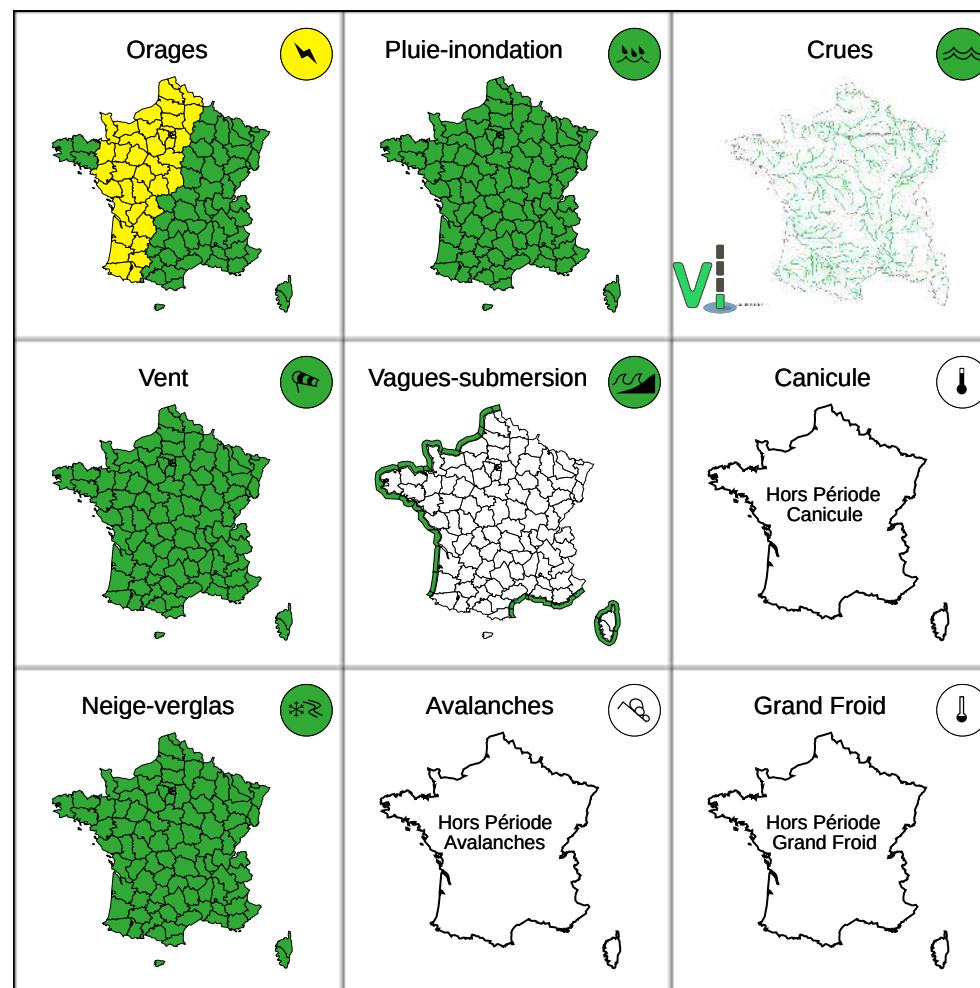 Orages
Pluie-inondation
Crues
Vi
Vent
Vagues-submersion
Canicule
Hors Période
Canicule
Neige-verglas
Avalanches
Grand Froid
Hors Période
Avalanches
Hors Période
Grand Froid